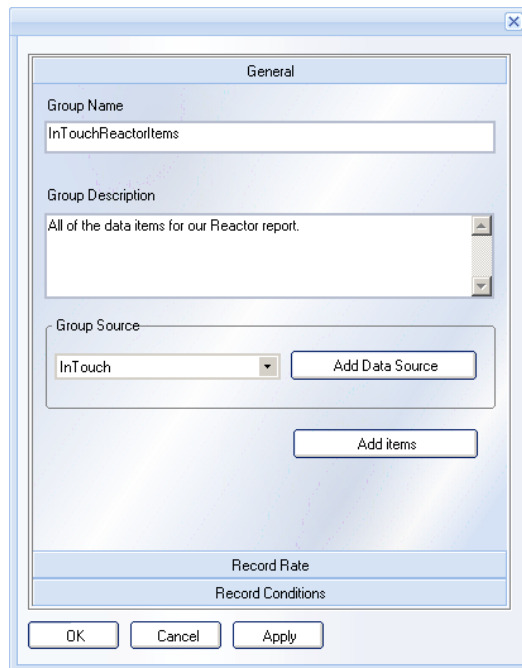 General
Group Name
InTouchReactorItems
Group Description
All of the data items for our Reactor report.
Group Source
InTouch
Add Data Source
Add items
Record Rate
Record Conditions
OK
Cancel
Apply